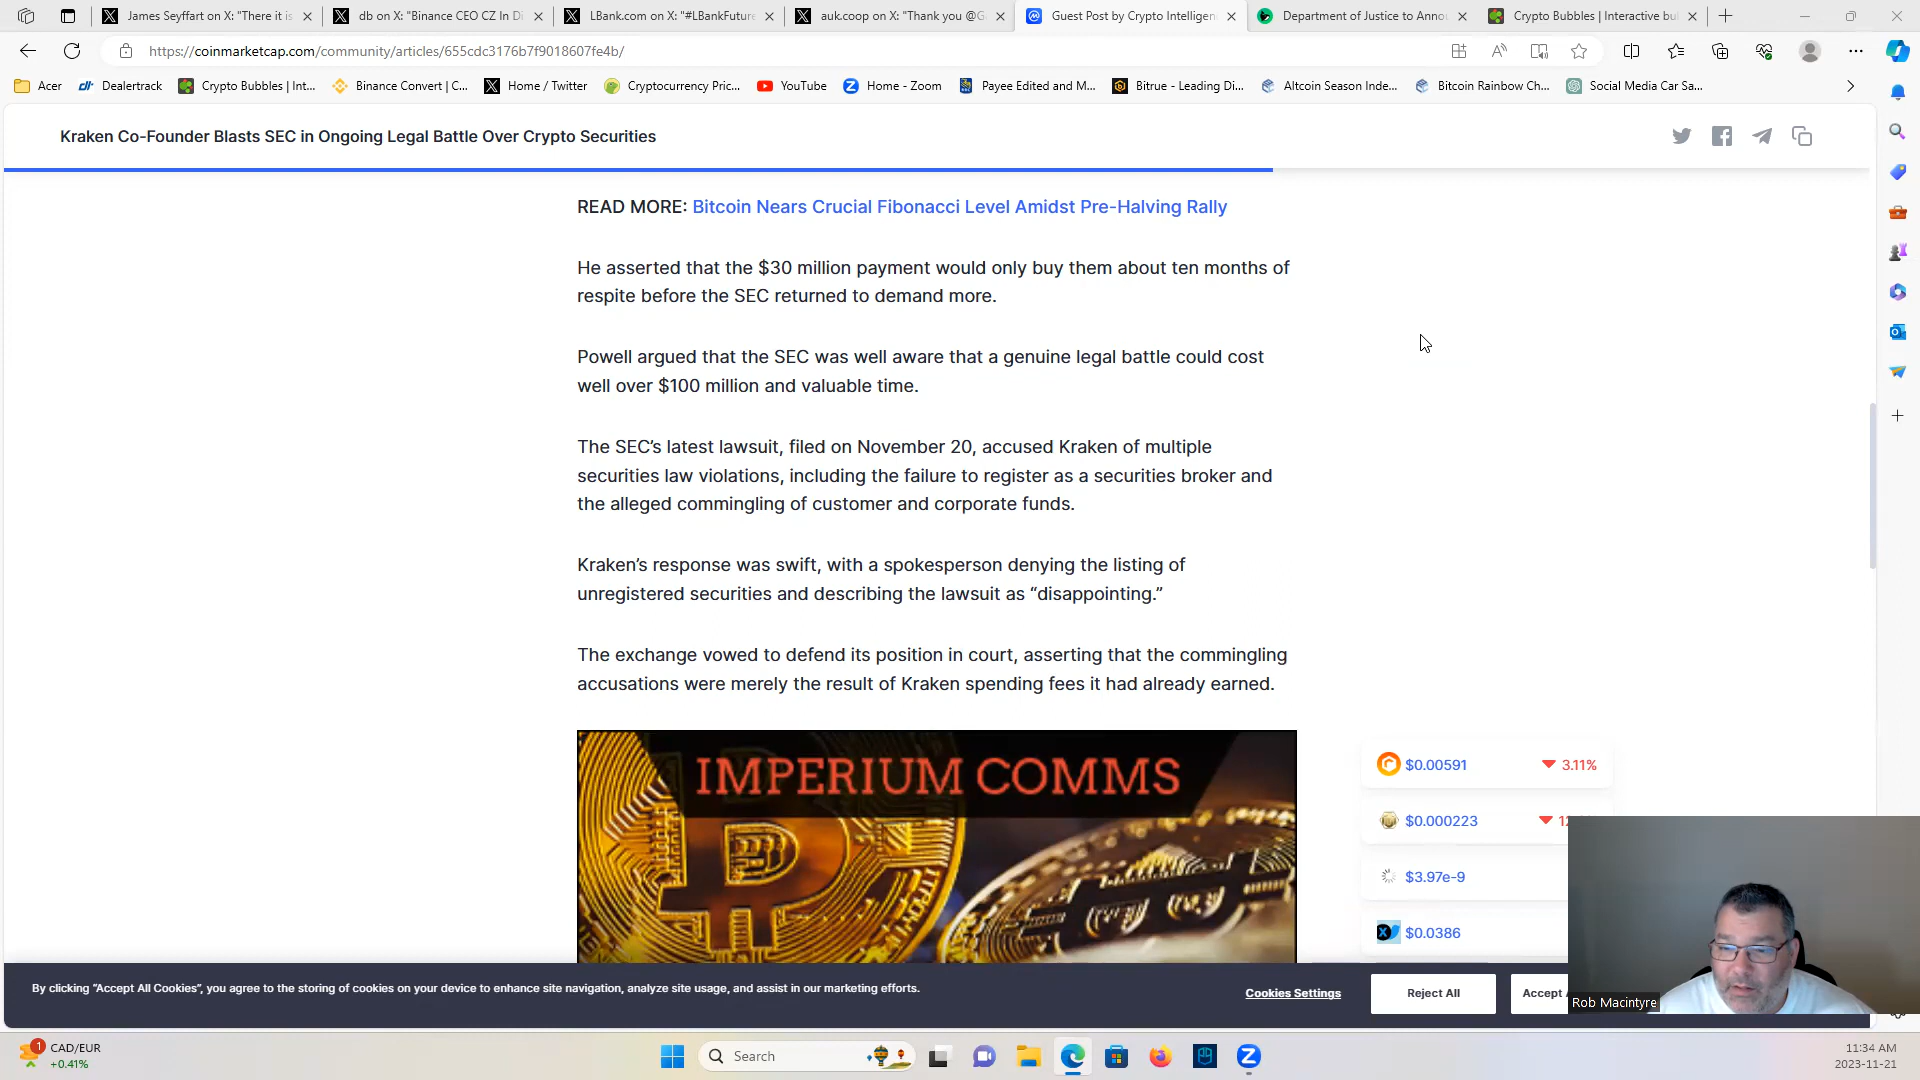 James Seyffart on X: "There it is
db on X: "Binance CEO CZ In Di
LBank.com on X: "#LBankFuture
auk.coop on X: "Thank you @G
Guest Post by Crypto Intelligen
Department of Justice to Annou
Crypto Bubbles | Interactive bu
https://coinmarketcap.com/community/articles/655cdc3176b7f9018607fe4b/
Acer
Dealertrack
Crypto Bubbles | Int...
Binance Convert | C...
Home / Twitter
Cryptocurrency Pric...
YouTube
Home - Zoom
Payee Edited and M...
Bitrue - Leading Di...
Altcoin Season Inde...
Bitcoin Rainbow Ch...
Social Media Car Sa...
Kraken Co-Founder Blasts SEC in Ongoing Legal Battle Over Crypto Securities
READ MORE: Bitcoin Nears Crucial Fibonacci Level Amidst Pre-Halving Rally
He asserted that the $30 million payment would only buy them about ten months of
respite before the SEC returned to demand more.
Powell argued that the SEC was well aware that a genuine legal battle could cost
well over $100 million and valuable time.
The SEC’s latest lawsuit, filed on November 20, accused Kraken of multiple
securities law violations, including the failure to register as a securities broker and
the alleged commingling of customer and corporate funds.
Kraken’s response was swift, with a spokesperson denying the listing of
unregistered securities and describing the lawsuit as “disappointing.”
The exchange vowed to defend its position in court, asserting that the commingling
accusations were merely the result of Kraken spending fees it had already earned.
IMPERIUM COMMS
$0.00591 3.11%
$0.000223
$3.97e-9
$0.0386
By clicking “Accept All Cookies”, you agree to the storing of cookies on your device to enhance site navigation, analyze site usage, and assist in our marketing efforts.
Cookies Settings
Reject All
Accept
Rob Macintyre
1
CAD/EUR
+0.41%
Search
11:34 AM
2023-11-21